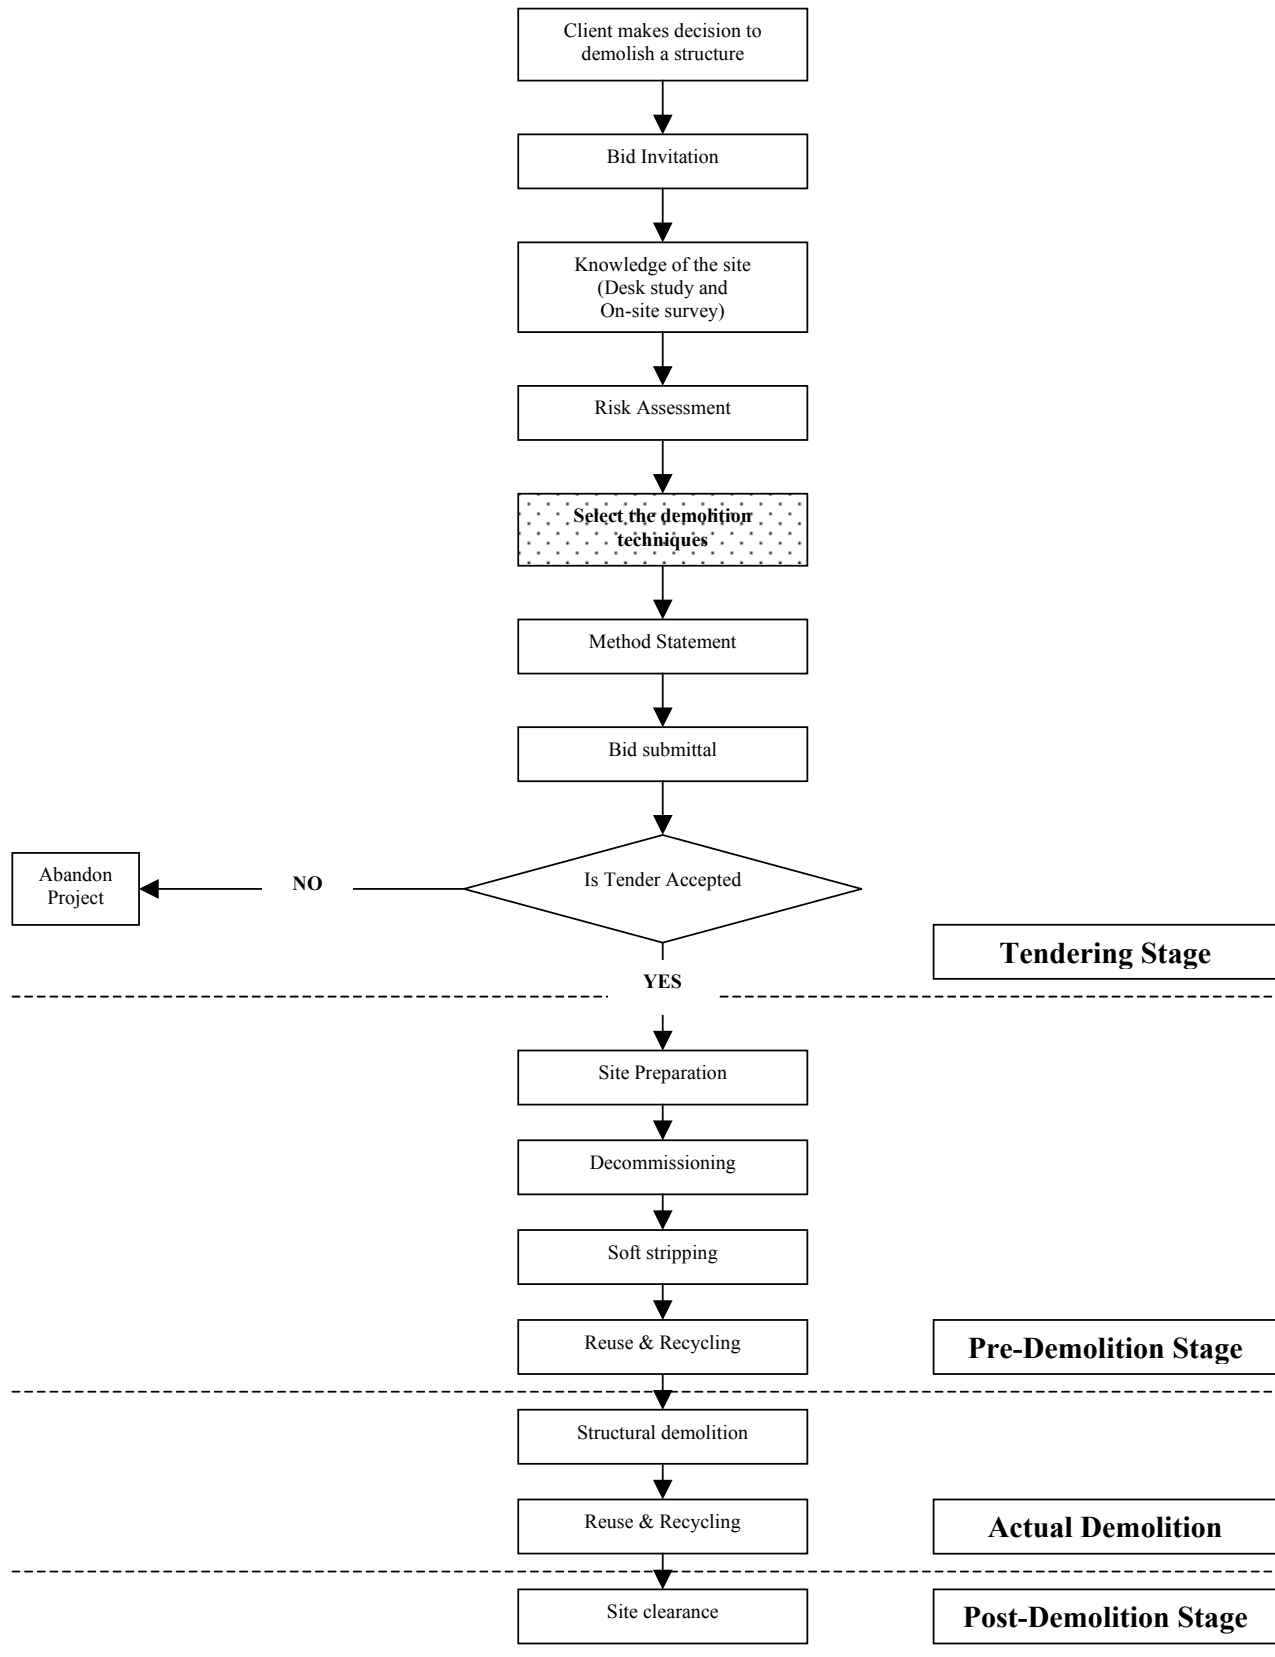 Client makes decision to
demolish a structure
Bid Invitation
Knowledge of the site
(Desk study and
On-site survey)
Risk Assessment
Select the demolition
techniques
Method Statement
Bid submittal
Is Tender Accepted
NO
Abandon
Project
Tendering Stage
YES
Site Preparation
Decommissioning
Soft stripping
Reuse & Recycling
Pre-Demolition Stage
Structural demolition
Reuse & Recycling
Actual Demolition
Site clearance
Post-Demolition Stage